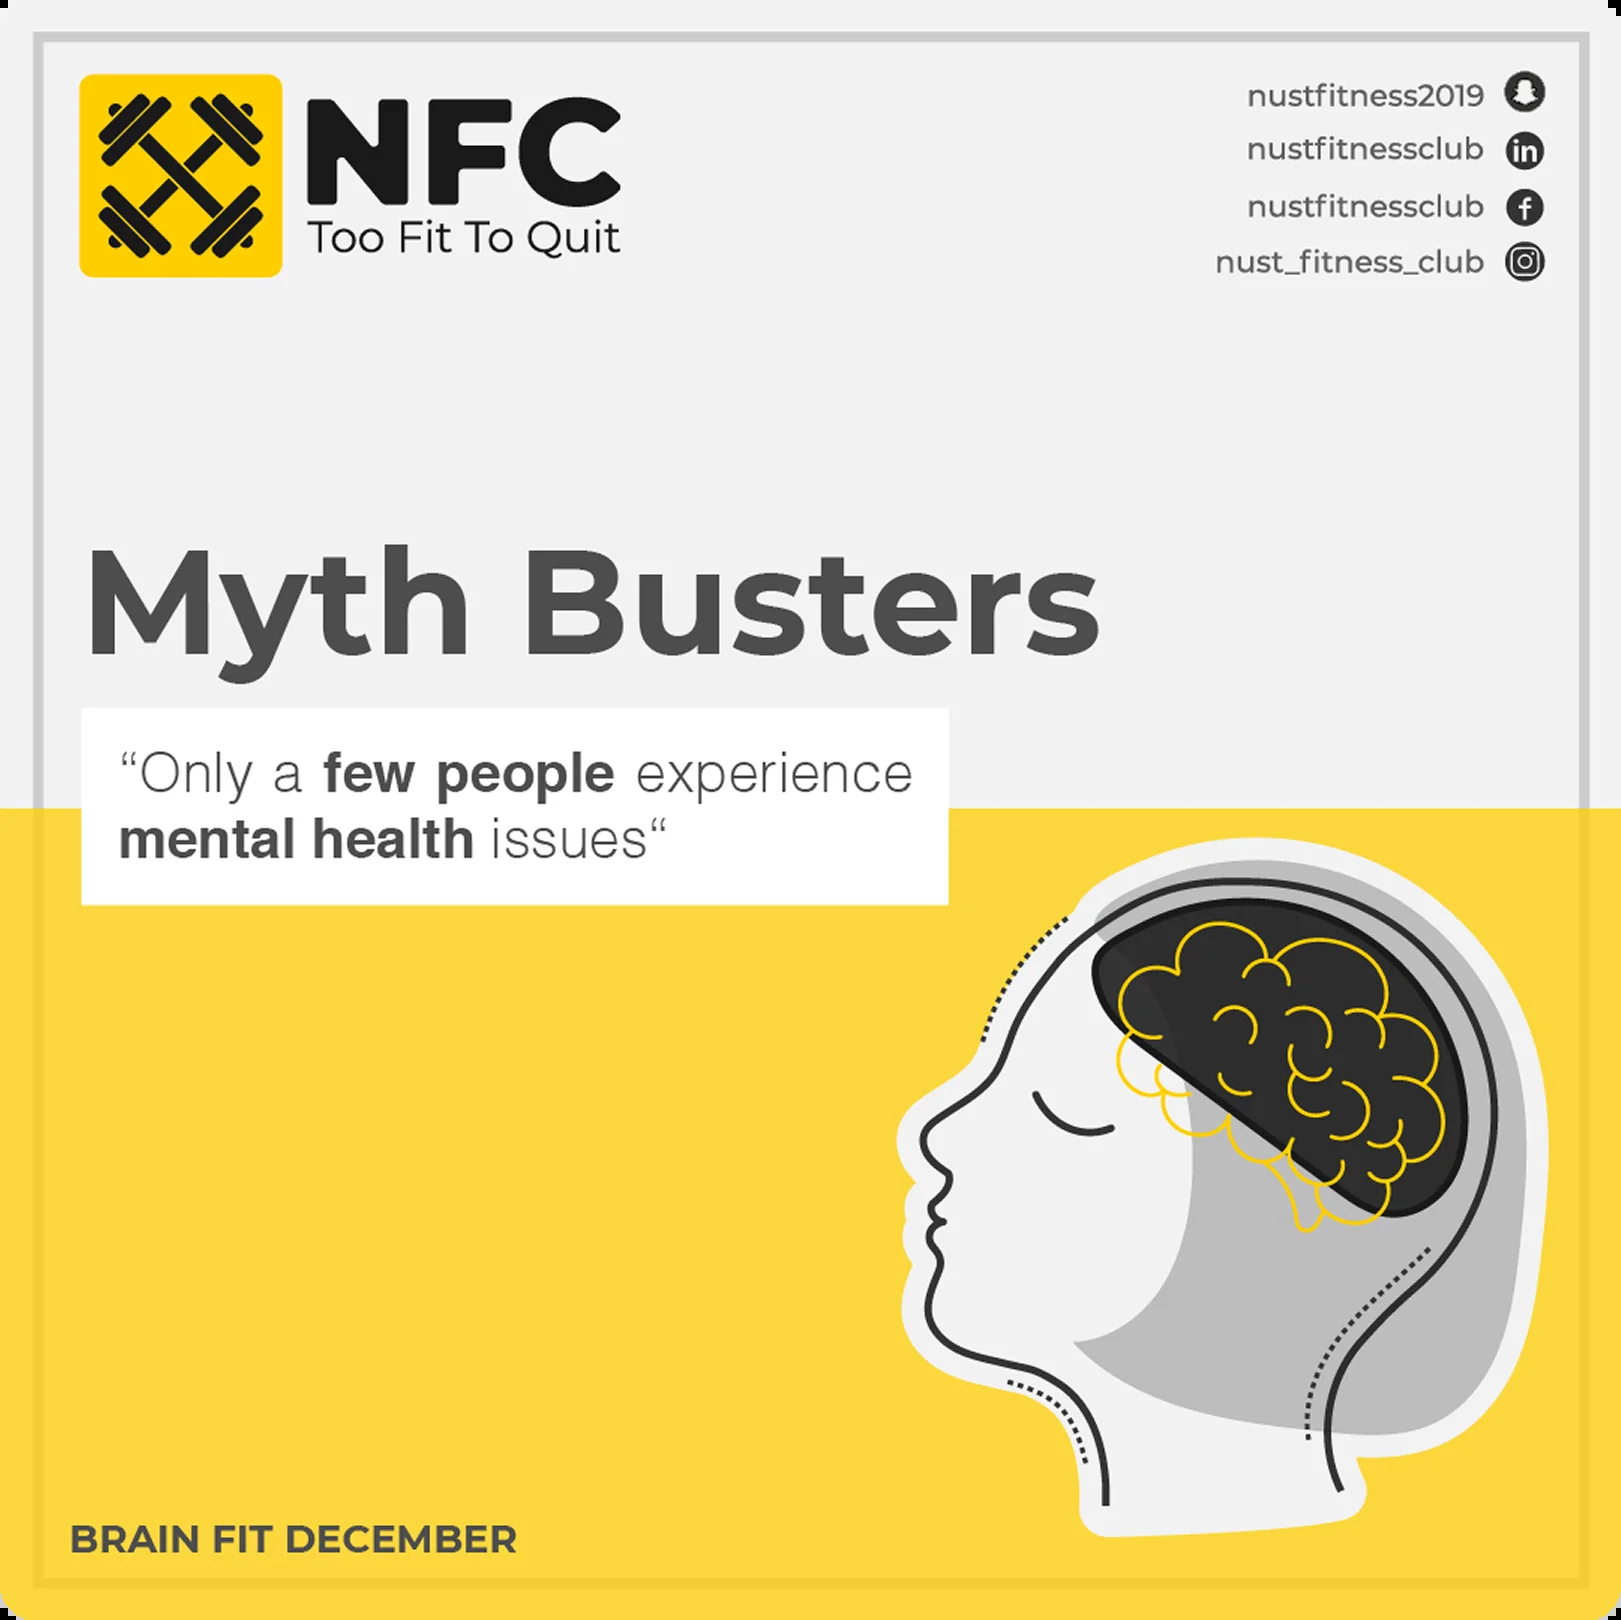 NFC
Too Fit To Quit
nustfitness2019
nustfitnessclub
in
nustfitnessclub
f
nust_fitness_club
Myth Busters
“Only a few people experience
mental health issues“
BRAIN FIT DECEMBER